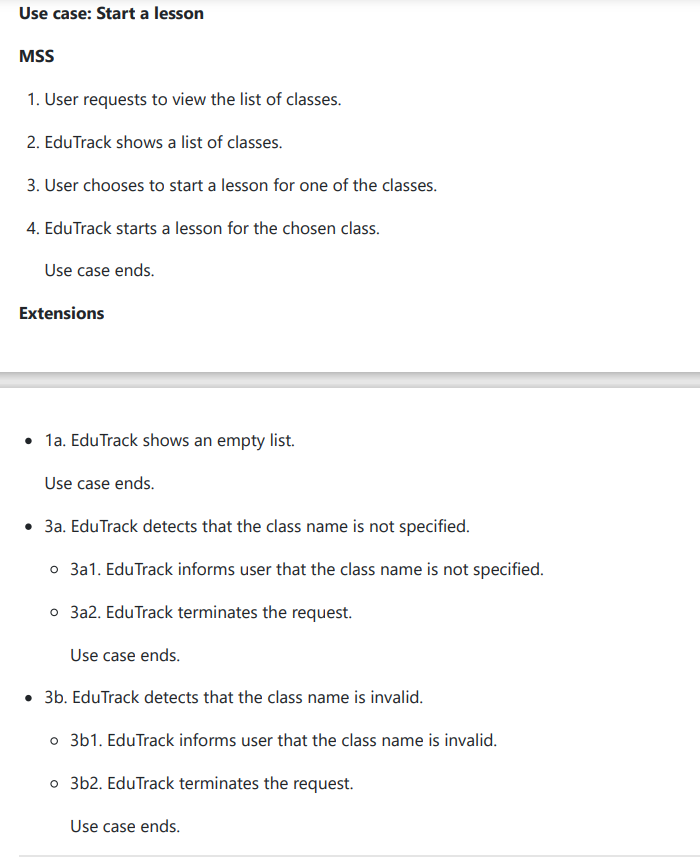 Use case: Start a lesson
MSS
1. User requests to view the list of classes.
2. EduTrack shows a list of classes.
3. User chooses to start a lesson for one of the classes.
4. EduTrack starts a lesson for the chosen class.
Use case ends.
Extensions
• 1a. EduTrack shows an empty list.
Use case ends.
• 3a. EduTrack detects that the class name is not specified.
○ 3a1. EduTrack informs user that the class name is not specified.
○ 3a2. EduTrack terminates the request.
Use case ends.
• 3b. EduTrack detects that the class name is invalid.
○ 3b1. EduTrack informs user that the class name is invalid.
○ 3b2. EduTrack terminates the request.
Use case ends.